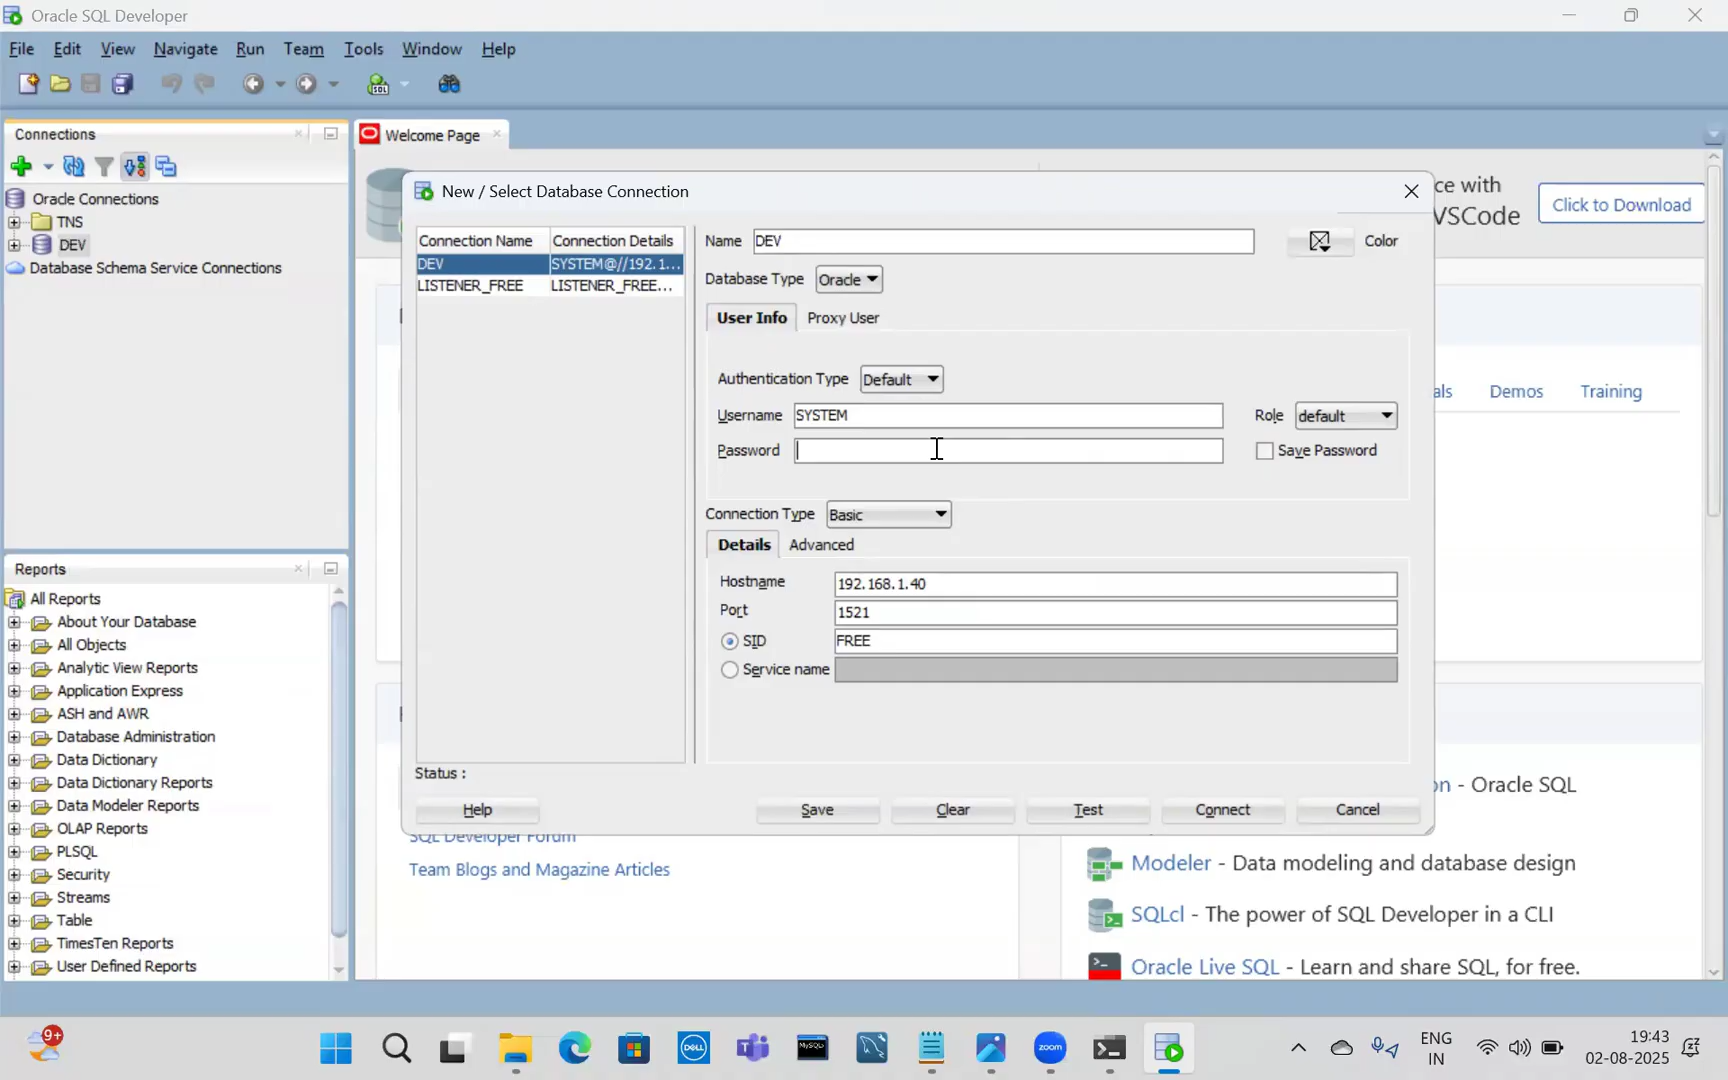 Oracle SQL Developer
File Edit View Navigate Run Team Tools Window Help
SQL
Connections
Oracle Connections
TNS
DEV
Database Schema Service Connections
Reports
All Reports
About Your Database
All Objects
Analytic View Reports
Application Express
ASH and AWR
Database Administration
Data Dictionary
Data Dictionary Reports
Data Modeler Reports
OLAP Reports
PLSQL
Security
Streams
Table
TimesTen Reports
User Defined Reports
Welcome Page
ce with
VSCode
Click to Download
als Demos Training
New / Select Database Connection
Connection Name Connection Details
DEV SYSTEM@//192.1...
LISTENER_FREE LISTENER_FREE...
Name DEV Color
Database Type Oracle
User Info Proxy User
Authentication Type Default
Username SYSTEM Role default
Password Save Password
Connection Type Basic
Details Advanced
Hostname 192.168.1.40
Port 1521
SID FREE
Service name
Status :
Help Save Clear Test Connect Cancel
on - Oracle SQL
SQL Developer Forum
Team Blogs and Magazine Articles
Modeler - Data modeling and database design
SQLcl - The power of SQL Developer in a CLI
Oracle Live SQL - Learn and share SQL, for free.
9+
DELL
MySQL
zoom
ENG
IN
19:43
02-08-2025